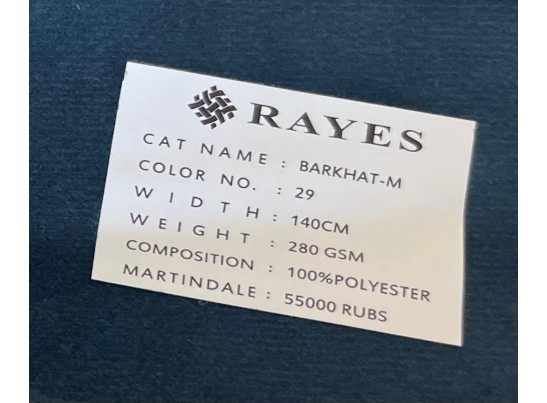 RAYES
CAT NAME : BARKHAT-M
COLOR NO. : 29
WIDTH : 140CM
WEIGHT : 280 GSM
COMPOSITION : 100%POLYESTER
MARTINDALE : 55000 RUBS